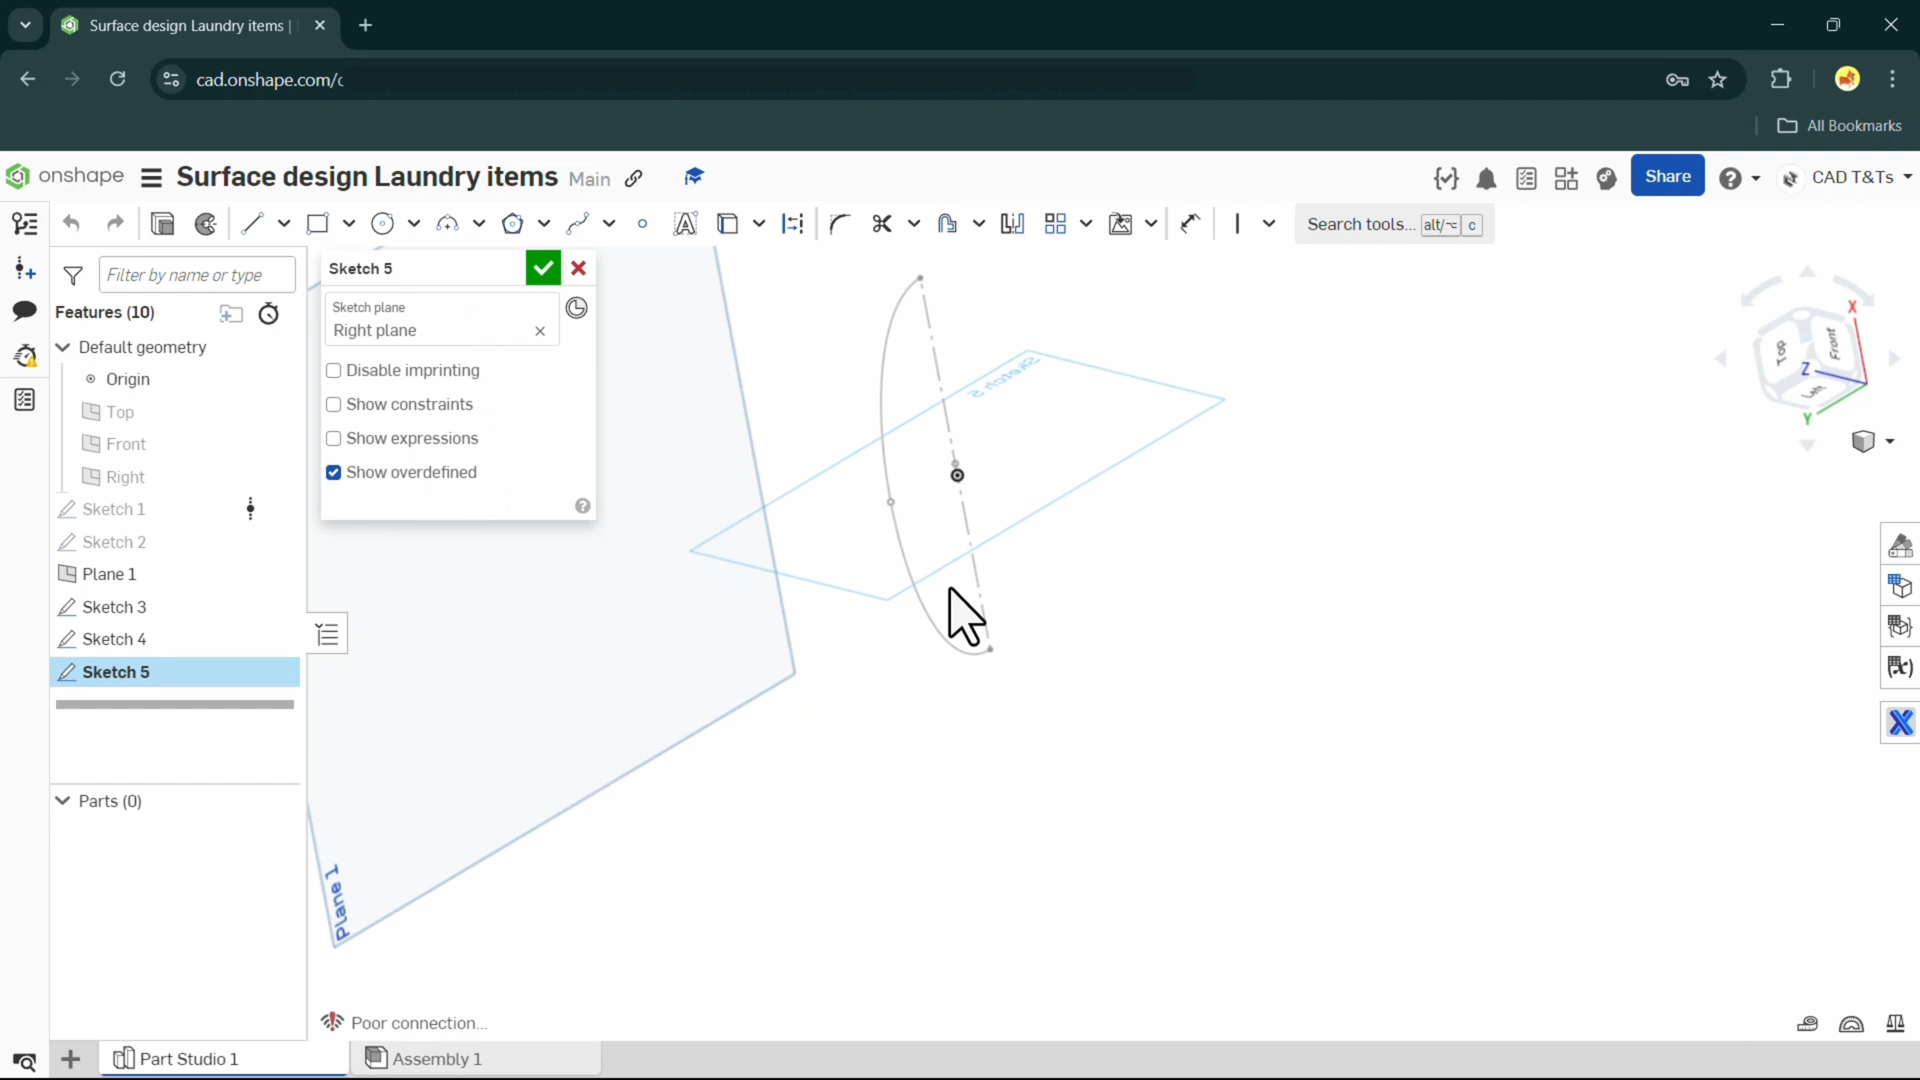 Surface design Laundry items |
cad.onshape.com/c
All Bookmarks
onshape
Surface design Laundry items
Main
Share
CAD T&Ts
Search tools... alt/⌥ c
Filter by name or type
Features (10)
Default geometry
Origin
Top
Front
Right
Sketch 1
Sketch 2
Plane 1
Sketch 3
Sketch 4
Sketch 5
Parts (0)
Sketch 5
Sketch plane
Right plane
Disable imprinting
Show constraints
Show expressions
Show overdefined
Sketch 5
Plane 1
Top
Front
Left
X
Z
Y
Poor connection...
Part Studio 1
Assembly 1